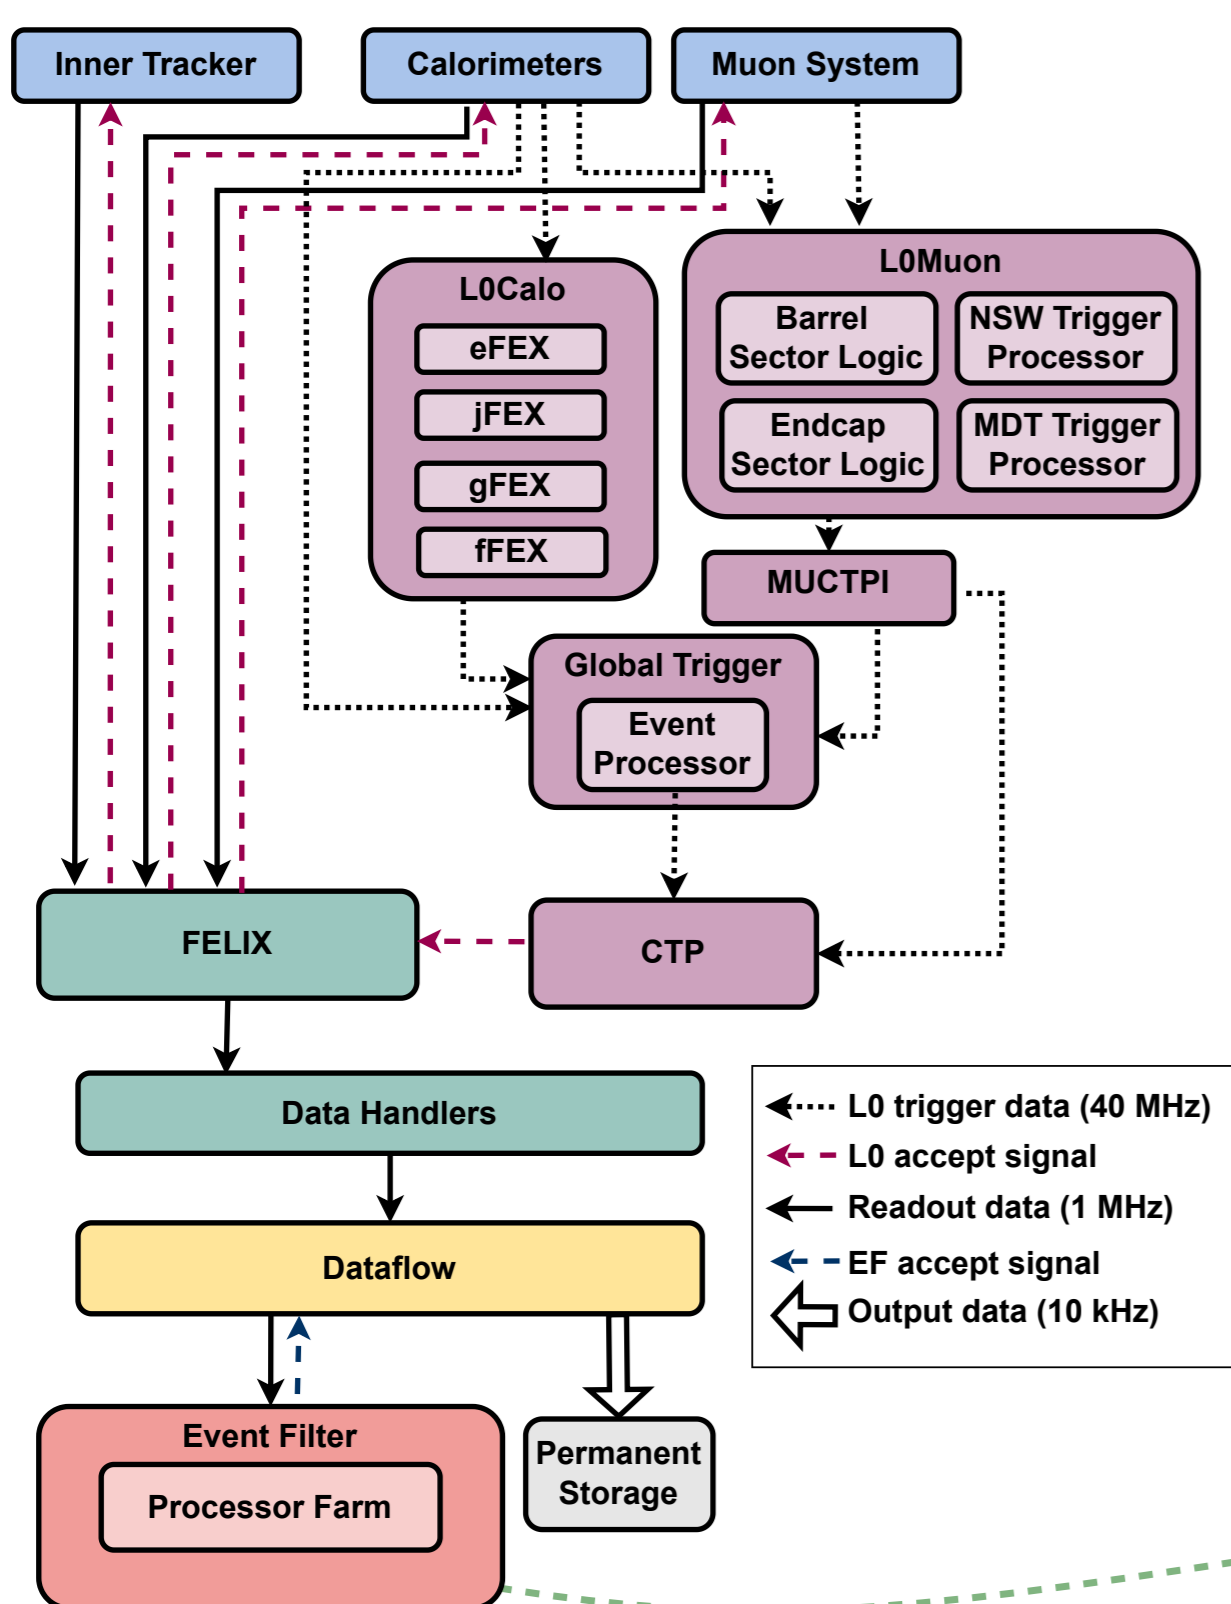 Inner Tracker
Calorimeters
Muon System
L0Calo
eFEX
jFEX
gFEX
fFEX
L0Muon
Barrel
Sector Logic
NSW Trigger
Processor
Endcap
Sector Logic
MDT Trigger
Processor
MUCTPI
Global Trigger
Event
Processor
FELIX
CTP
Data Handlers
Dataflow
Event Filter
Processor Farm
Permanent
Storage
L0 trigger data (40 MHz)
L0 accept signal
Readout data (1 MHz)
EF accept signal
Output data (10 kHz)